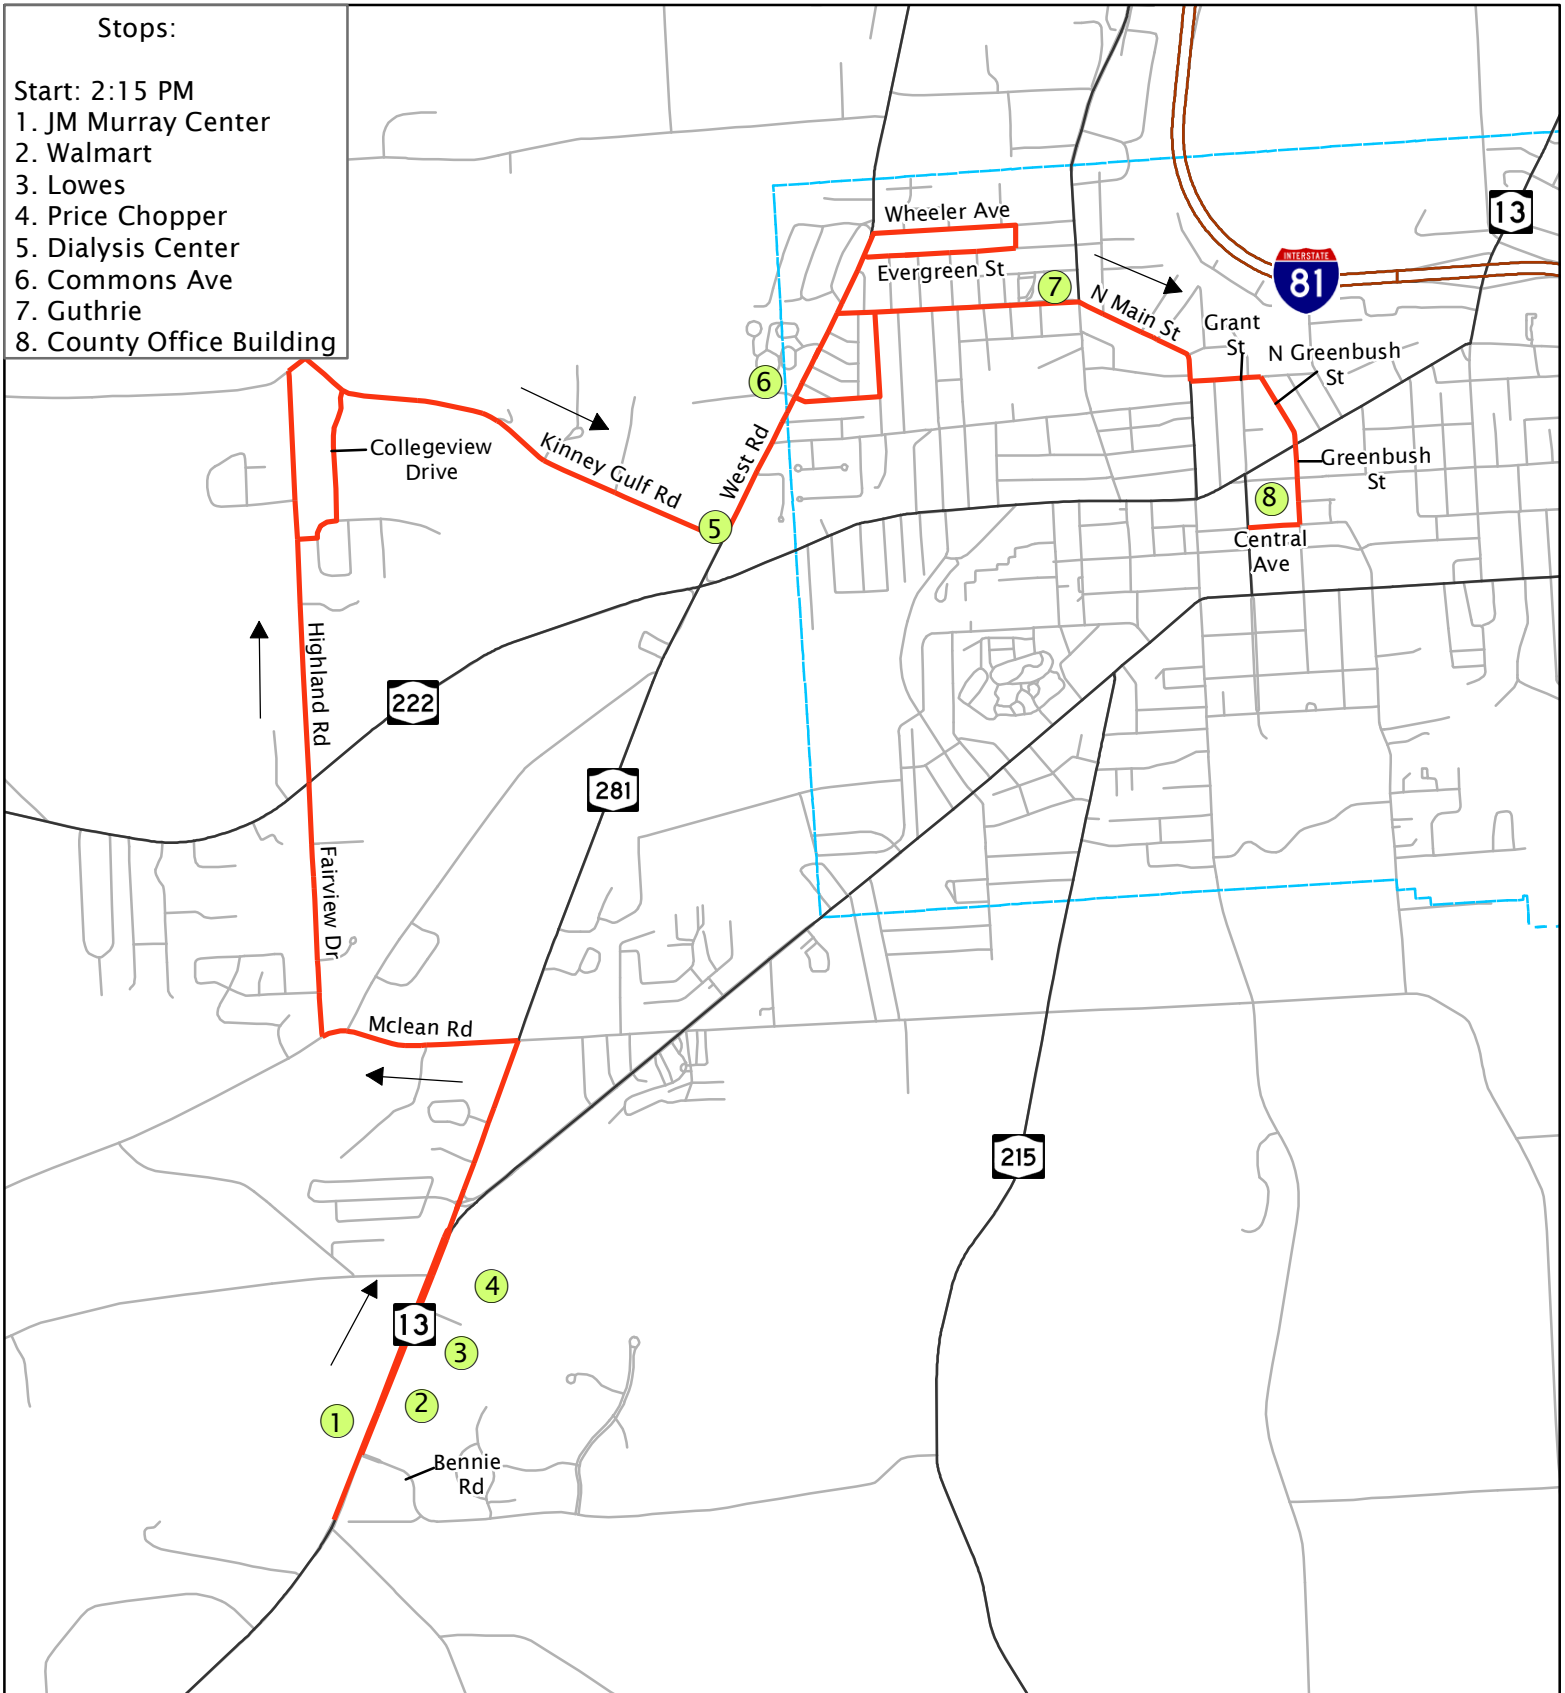 Stops:
Start: 2:15 PM
1. JM Murray Center
2. Walmart
3. Lowes
4. Price Chopper
5. Dialysis Center
6. Commons Ave
7. Guthrie
8. County Office Building
Wheeler Ave
13
Evergreen St
7
INTERSTATE
81
N Main St
Grant
St
N Greenbush
St
6
Collegeview
Drive
Kinney Gulf Rd
West Rd
Greenbush
St
8
5
Central
Ave
Highland Rd
222
281
Fairview Dr
Mclean Rd
215
4
13
3
2
1
Bennie
Rd